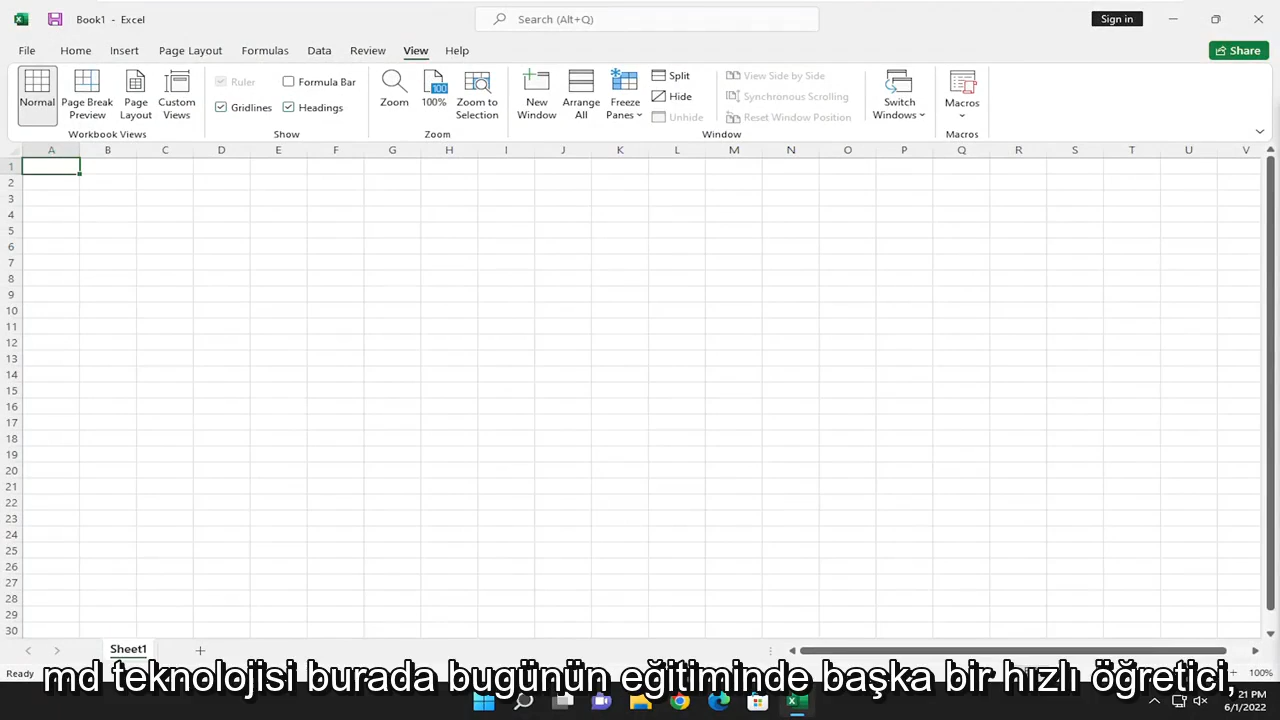 Book1 - Excel
Search (Alt+Q)
Sign in
File Home Insert Page Layout Formulas Data Review View Help
Share
Normal
Page Break Preview
Page Layout
Custom Views
Workbook Views
Ruler
Formula Bar
Gridlines
Headings
Show
Zoom
100%
Zoom to Selection
Zoom
New Window
Arrange All
Freeze Panes
Split
Hide
Unhide
View Side by Side
Synchronous Scrolling
Reset Window Position
Window
Switch Windows
Macros
Macros
A B C D E F G H I J K L M N O P Q R S T U V
1
2
3
4
5
6
7
8
9
10
11
12
13
14
15
16
17
18
19
20
21
22
23
24
25
26
27
28
29
30
Sheet1
Ready
100%
md teknolojisi burada bugünün eğitiminde başka bir hızlı öğretici,
21 PM
6/1/2022